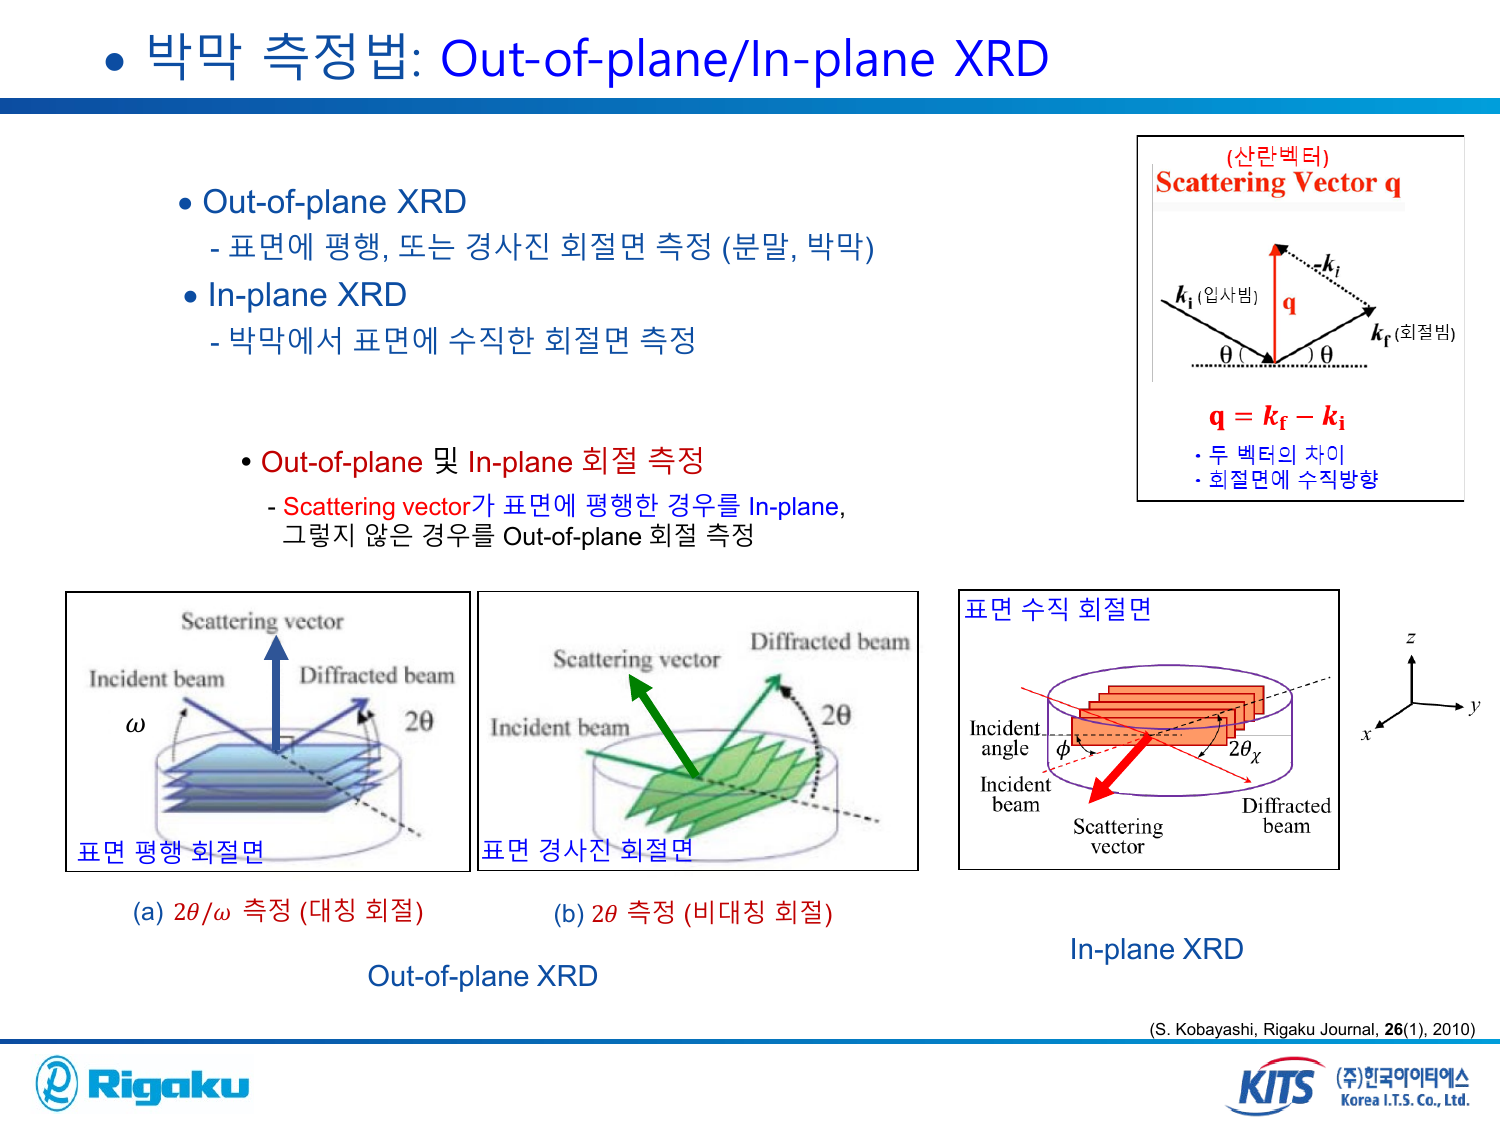 • 박막 측정법: Out-of-plane/In-plane XRD
• Out-of-plane XRD
- 표면에 평행, 또는 경사진 회절면 측정 (분말, 박막)
• In-plane XRD
- 박막에서 표면에 수직한 회절면 측정
(산란벡터)
Scattering Vector q
-k_i
k_i (입사빔)
q
k_f (회절빔)
θ ( ) θ
q = k_f − k_i
• 두 벡터의 차이
• 회절면에 수직방향
• Out-of-plane 및 In-plane 회절 측정
- Scattering vector가 표면에 평행한 경우를 In-plane,
그렇지 않은 경우를 Out-of-plane 회절 측정
Scattering vector
Incident beam
Diffracted beam
ω
2θ
표면 평행 회절면
Diffracted beam
Scattering vector
Incident beam
2θ
표면 경사진 회절면
표면 수직 회절면
Incident
angle
ϕ
2θχ
Incident
beam
Diffracted
beam
Scattering
vector
z
y
x
(a) 2θ/ω 측정 (대칭 회절)
(b) 2θ 측정 (비대칭 회절)
Out-of-plane XRD
In-plane XRD
(S. Kobayashi, Rigaku Journal, 26(1), 2010)
Rigaku
KITS
(주)한국아이티에스
Korea I.T.S. Co., Ltd.